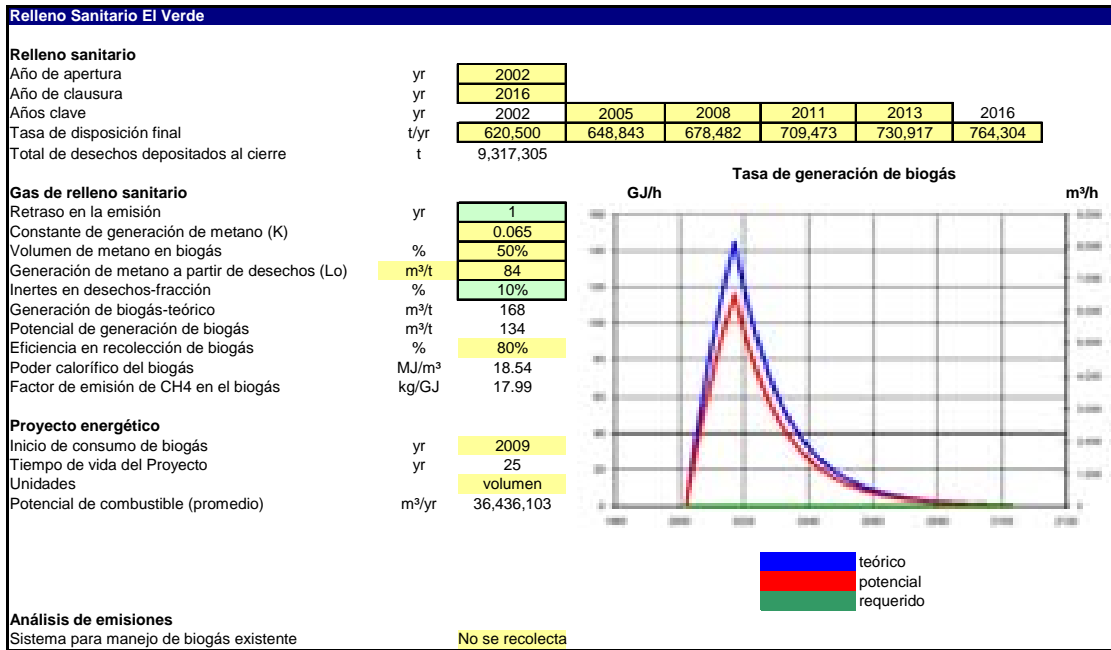 Relleno Sanitario El Verde
Relleno sanitario
Año de apertura yr 2002
Año de clausura yr 2016
Años clave yr 2002 2005 2008 2011 2013 2016
Tasa de disposición final t/yr 620,500 648,843 678,482 709,473 730,917 764,304
Total de desechos depositados al cierre t 9,317,305
Gas de relleno sanitario
Retraso en la emisión yr 1
Constante de generación de metano (K) 0.065
Volumen de metano en biogás % 50%
Generación de metano a partir de desechos (Lo) m³/t 84
Inertes en desechos-fracción % 10%
Generación de biogás-teórico m³/t 168
Potencial de generación de biogás m³/t 134
Eficiencia en recolección de biogás % 80%
Poder calorífico del biogás MJ/m³ 18.54
Factor de emisión de CH4 en el biogás kg/GJ 17.99
Proyecto energético
Inicio de consumo de biogás yr 2009
Tiempo de vida del Proyecto yr 25
Unidades volumen
Potencial de combustible (promedio) m³/yr 36,436,103
Tasa de generación de biogás
GJ/h m³/h
teórico
potencial
requerido
Análisis de emisiones
Sistema para manejo de biogás existente No se recolecta